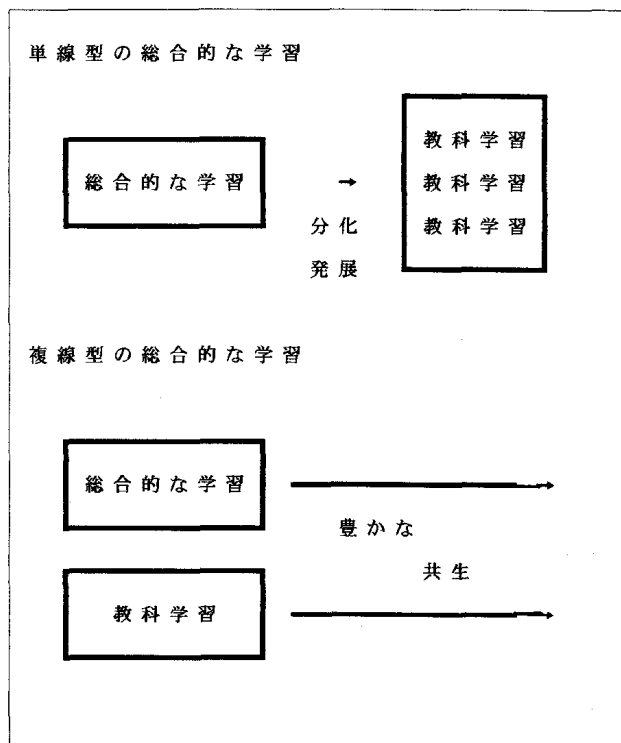 単線型の総合的な学習
総合的な学習
→
分化
発展
教科学習
教科学習
教科学習
複線型の総合的な学習
総合的な学習
豊かな
共生
教科学習